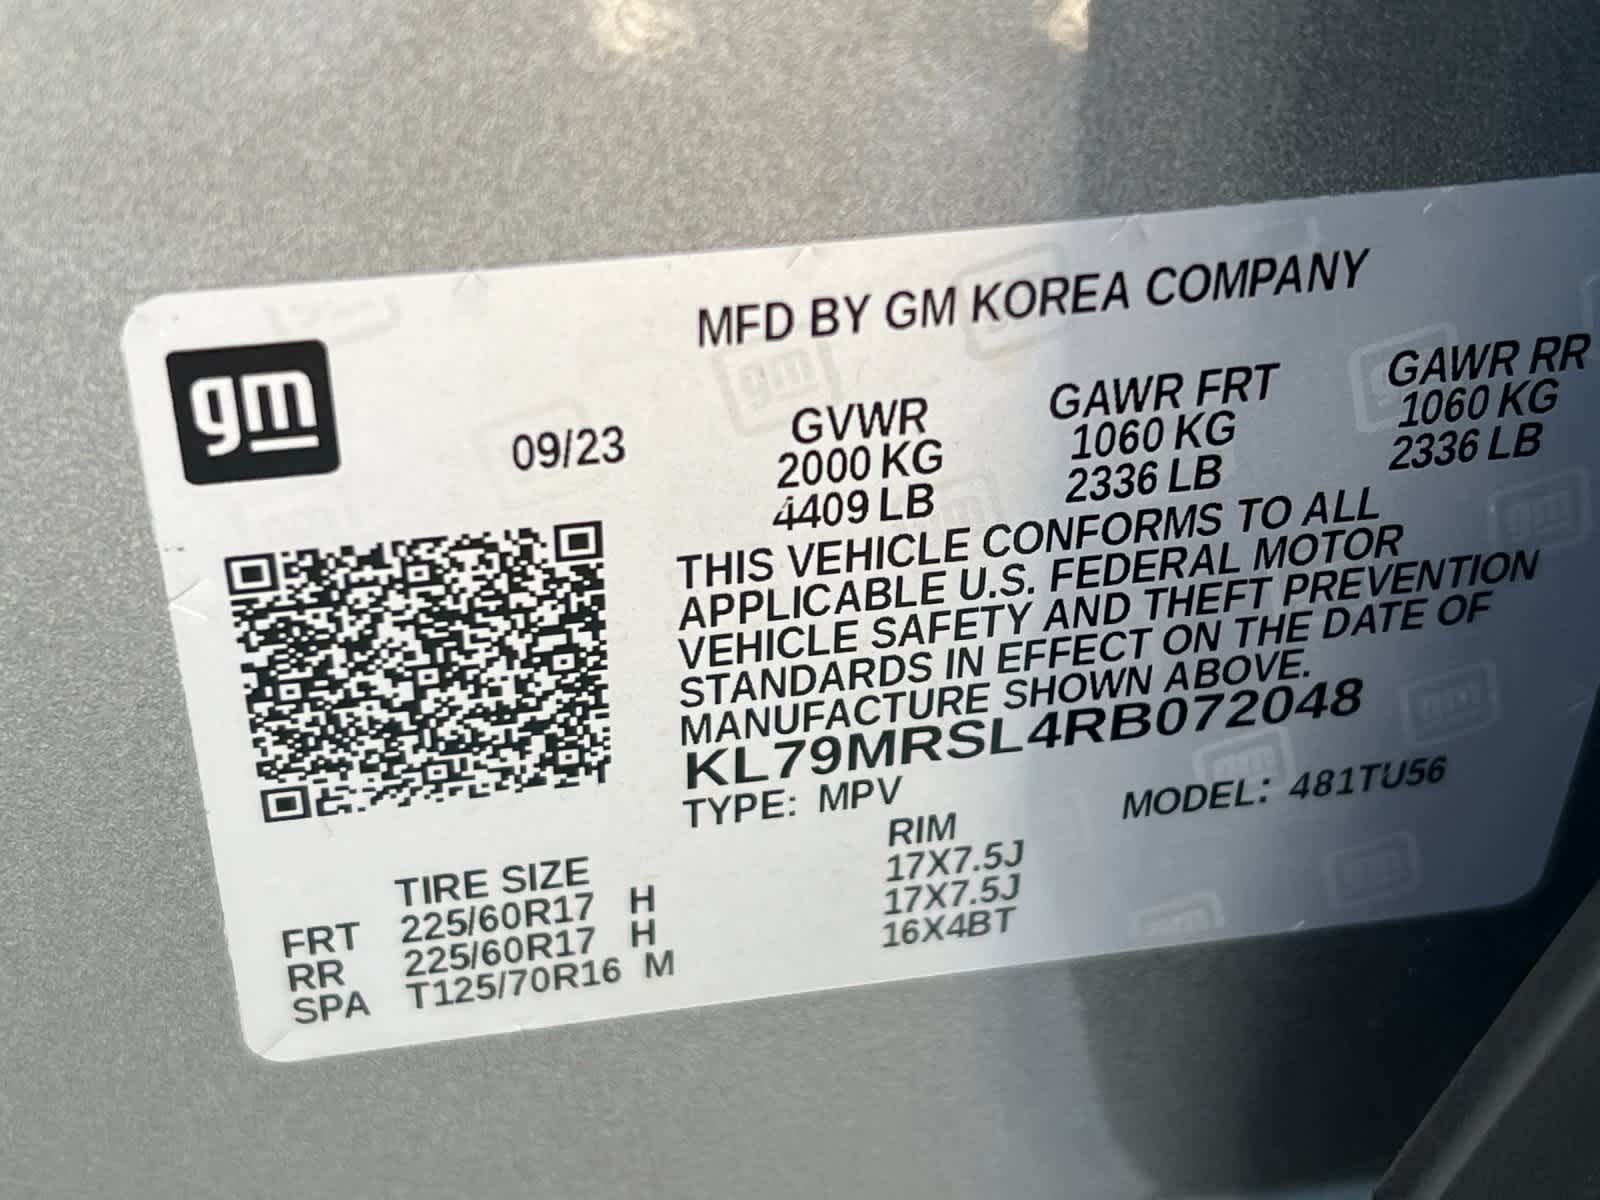 MFD BY GM KOREA COMPANY
gm
09/23
GVWR GAWR FRT GAWR RR
2000 KG 1060 KG 1060 KG
4409 LB 2336 LB 2336 LB
THIS VEHICLE CONFORMS TO ALL
APPLICABLE U.S. FEDERAL MOTOR
VEHICLE SAFETY AND THEFT PREVENTION
STANDARDS IN EFFECT ON THE DATE OF
MANUFACTURE SHOWN ABOVE.
KL79MRSL4RB072048
TYPE: MPV MODEL: 481TU56
TIRE SIZE RIM
FRT 225/60R17 H 17X7.5J
RR 225/60R17 H 17X7.5J
SPA T125/70R16 M 16X4BT